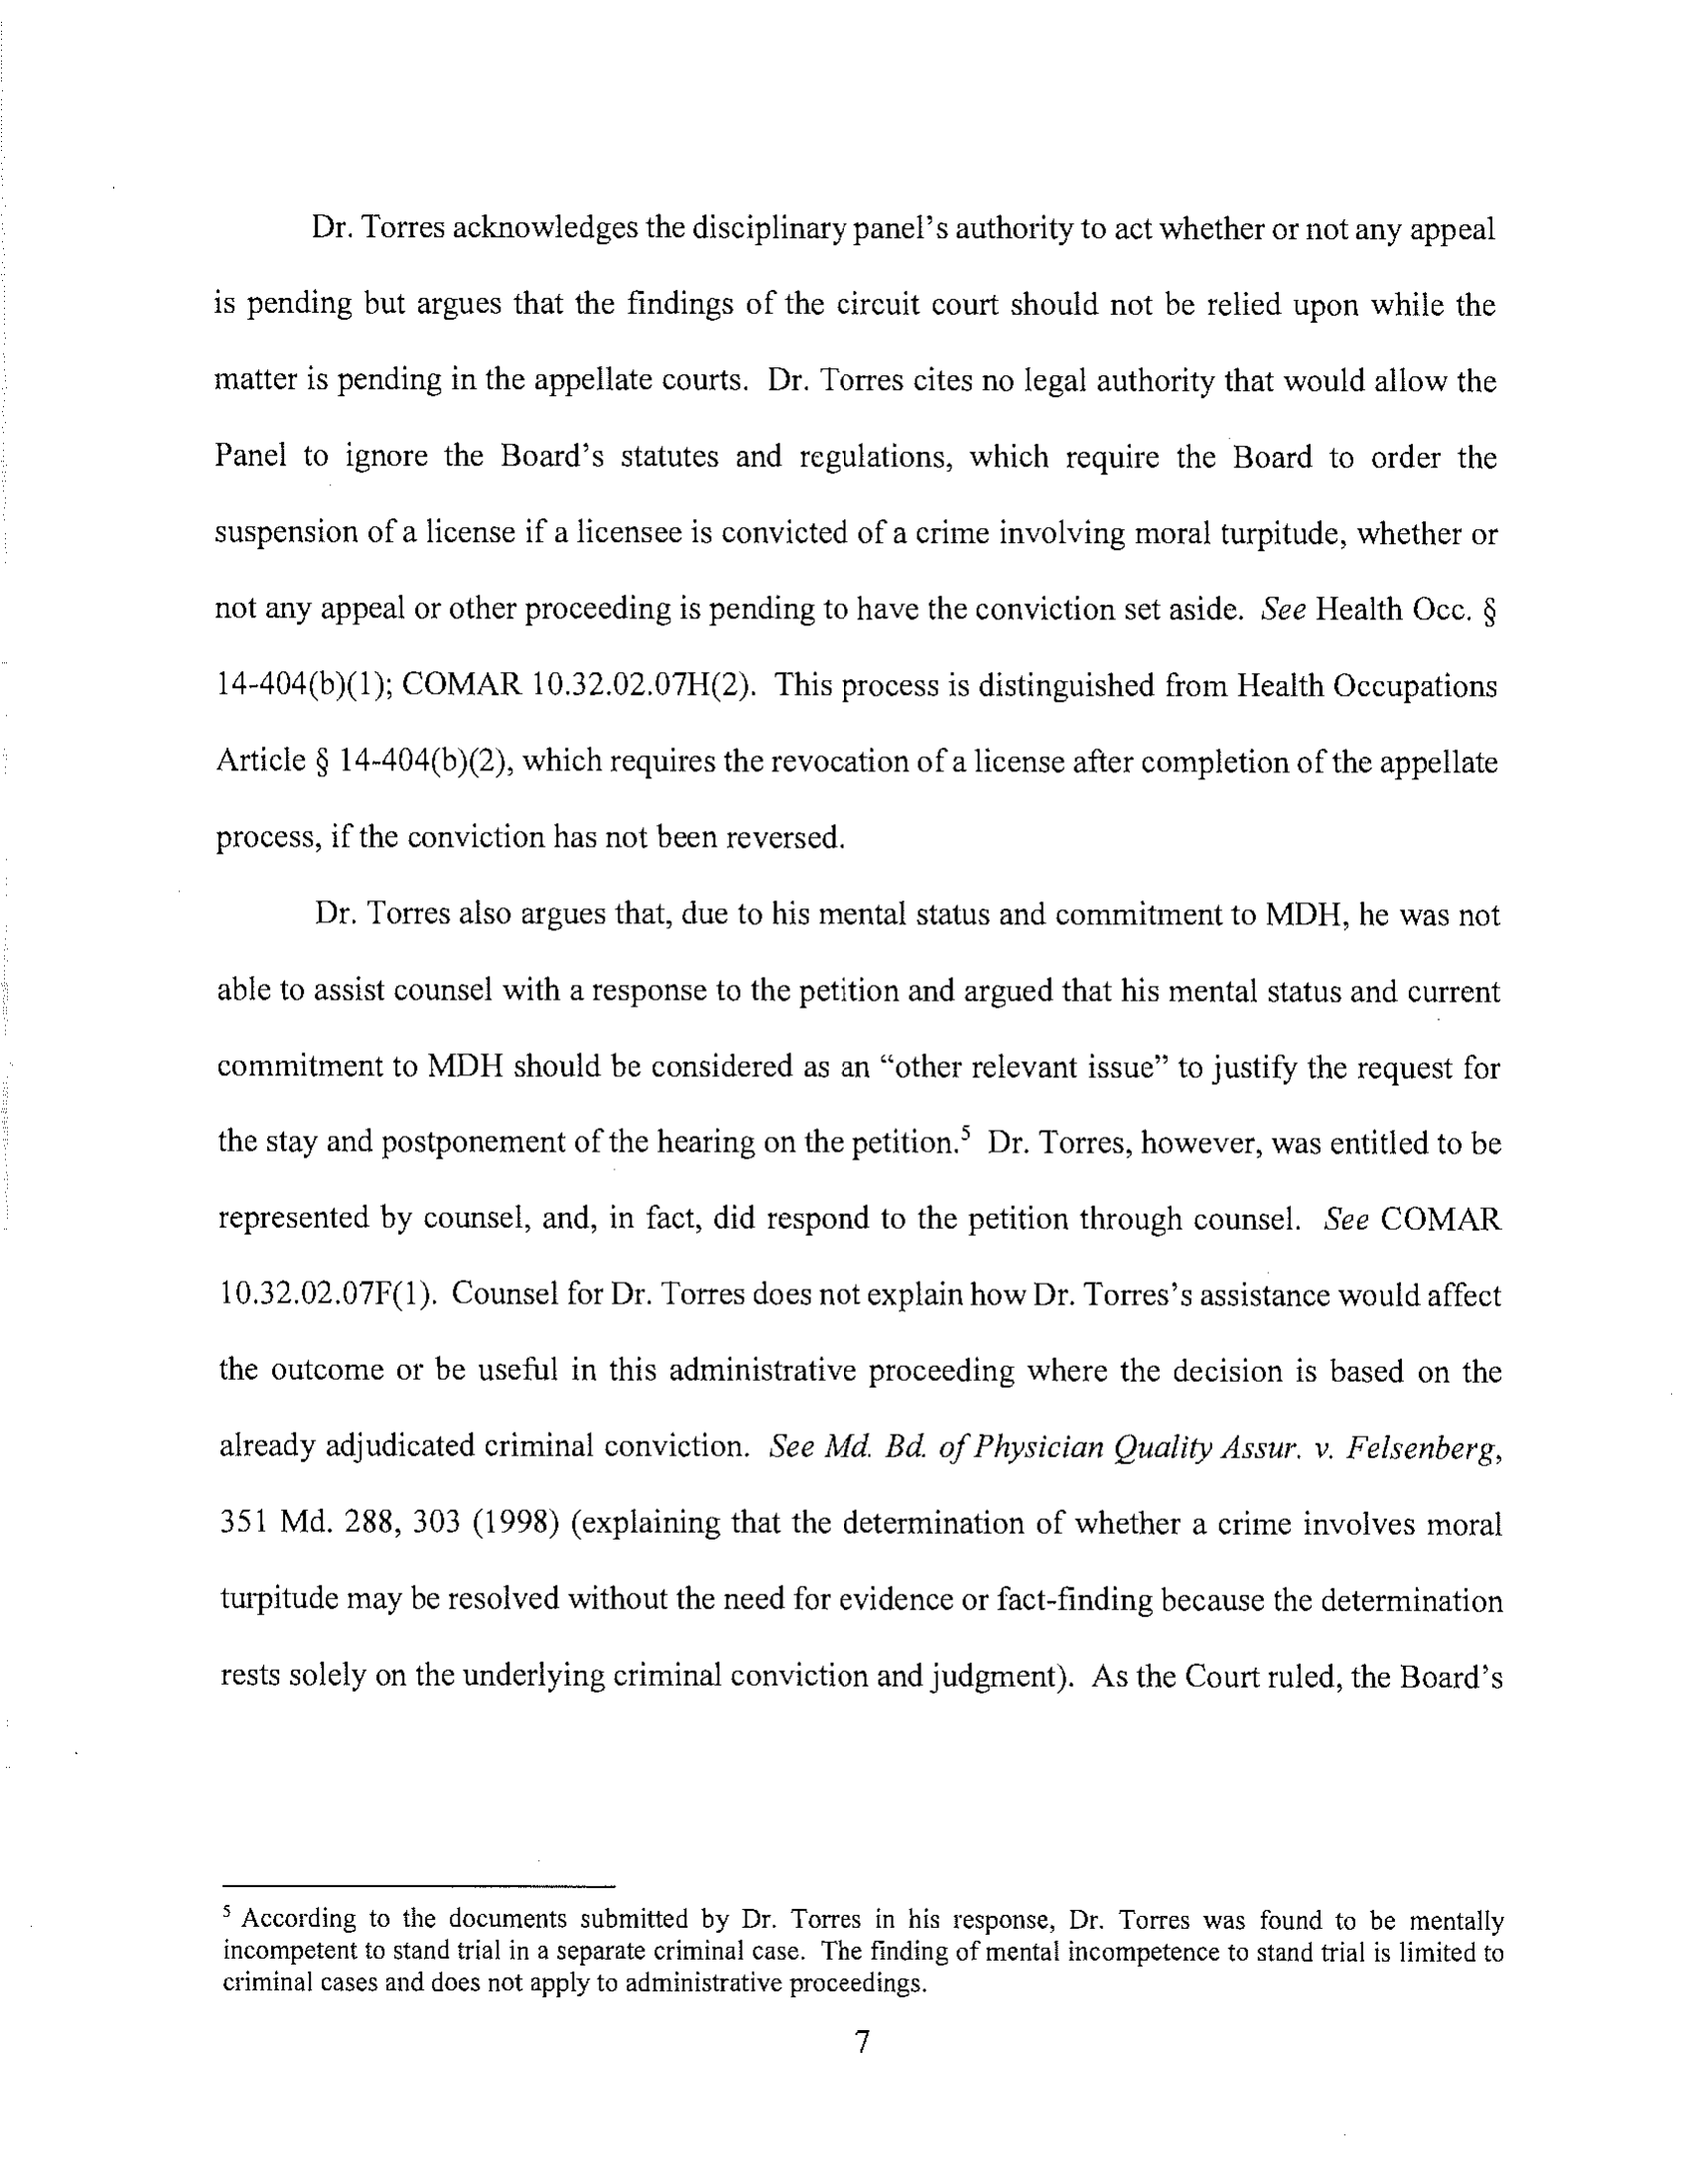 Dr. Torres acknowledges the disciplinary panel's authority to act whether or not any appeal
is pending but argues that the findings of the circuit court should not be relied upon while the
matter is pending in the appellate courts. Dr. Torres cites no legal authority that would allow the
Panel to ignore the Board's statutes and regulations, which require the Board to order the
suspension of a license if a licensee is convicted of a crime involving moral turpitude, whether or
not any appeal or other proceeding is pending to have the conviction set aside. See Health Occ. §
14-404(b)(1); COMAR 10.32.02.07H(2). This process is distinguished from Health Occupations
Article § 14-404(b)(2), which requires the revocation of a license after completion of the appellate
process, if the conviction has not been reversed.
Dr. Torres also argues that, due to his mental status and commitment to MDH, he was not
able to assist counsel with a response to the petition and argued that his mental status and current
commitment to MDH should be considered as an “other relevant issue” to justify the request for
the stay and postponement of the hearing on the petition.⁵ Dr. Torres, however, was entitled to be
represented by counsel, and, in fact, did respond to the petition through counsel. See COMAR
10.32.02.07F(1). Counsel for Dr. Torres does not explain how Dr. Torres's assistance would affect
the outcome or be useful in this administrative proceeding where the decision is based on the
already adjudicated criminal conviction. See Md. Bd. of Physician Quality Assur. v. Felsenberg,
351 Md. 288, 303 (1998) (explaining that the determination of whether a crime involves moral
turpitude may be resolved without the need for evidence or fact-finding because the determination
rests solely on the underlying criminal conviction and judgment). As the Court ruled, the Board's
⁵ According to the documents submitted by Dr. Torres in his response, Dr. Torres was found to be mentally
incompetent to stand trial in a separate criminal case. The finding of mental incompetence to stand trial is limited to
criminal cases and does not apply to administrative proceedings.
7